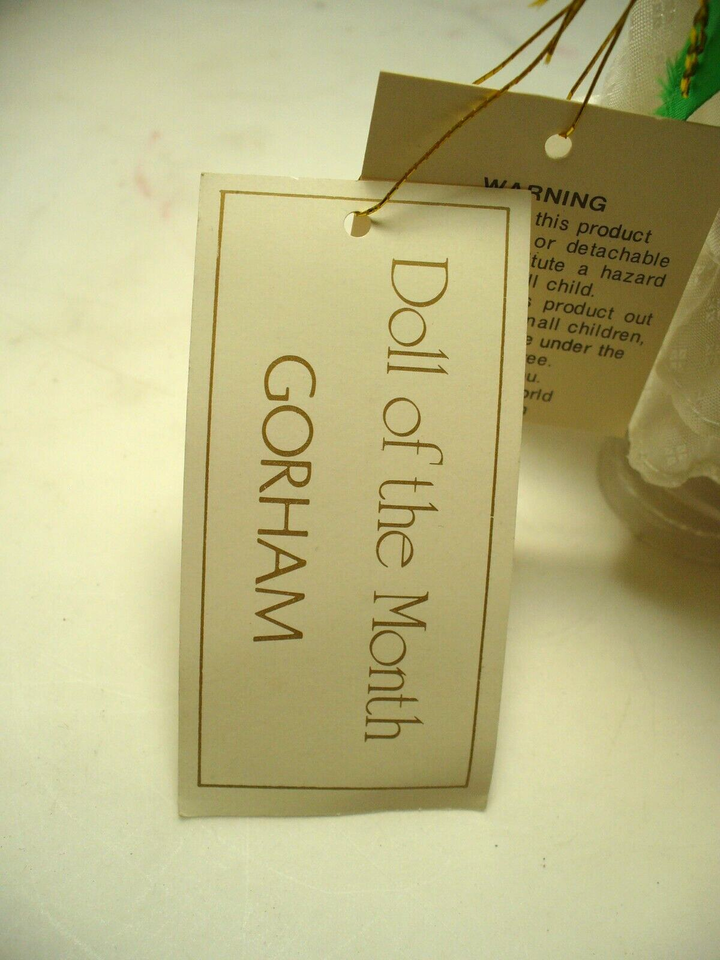 Doll of the Month
GORHAM
WARNING
this product
or detachable
a hazard
child.
product out
children,
under the